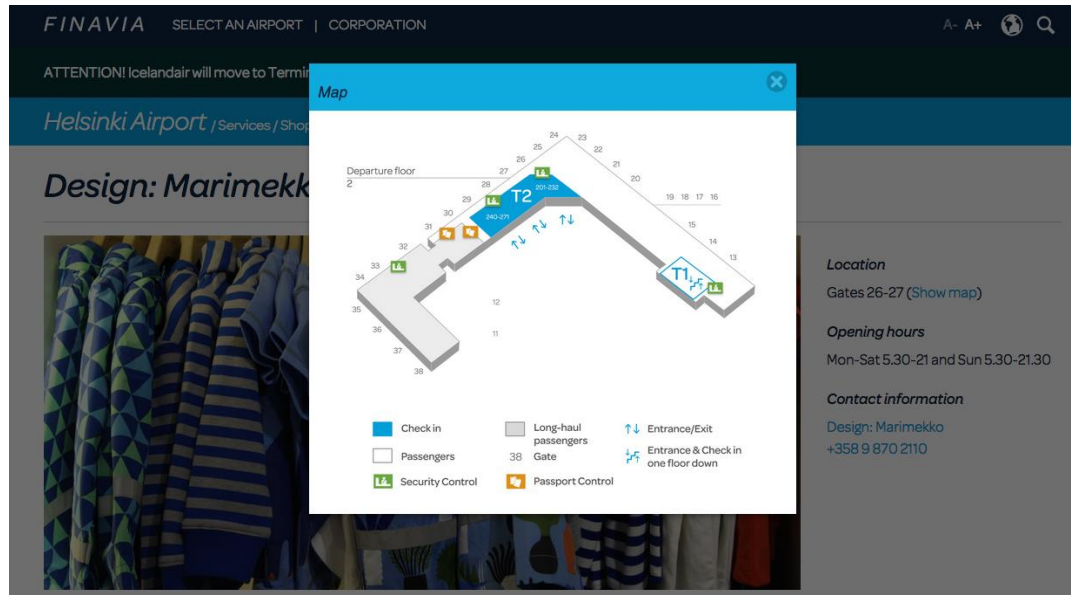 FINAVIA SELECT AN AIRPORT | CORPORATION A- A+
ATTENTION! Icelandair will move to
Helsinki Airport / Services /
Design:
Map
Departure floor
2
24
23
25
22
26
21
27
20
28
T2
201-232
29
240-271
19 18 17 16
30
31
15
32
14
33
13
T1
34
35
12
36
11
37
38
Check in
Long-haul
passengers
Entrance/Exit
Passengers
38 Gate
Entrance & Check in
one floor down
Security Control
Passport Control
Location
Gates 26-27 (Show map)
Opening hours
Mon-Sat 5.30-21 and Sun 5.30-21.30
Contact information
Design: Marimekko
+358 9 870 2110